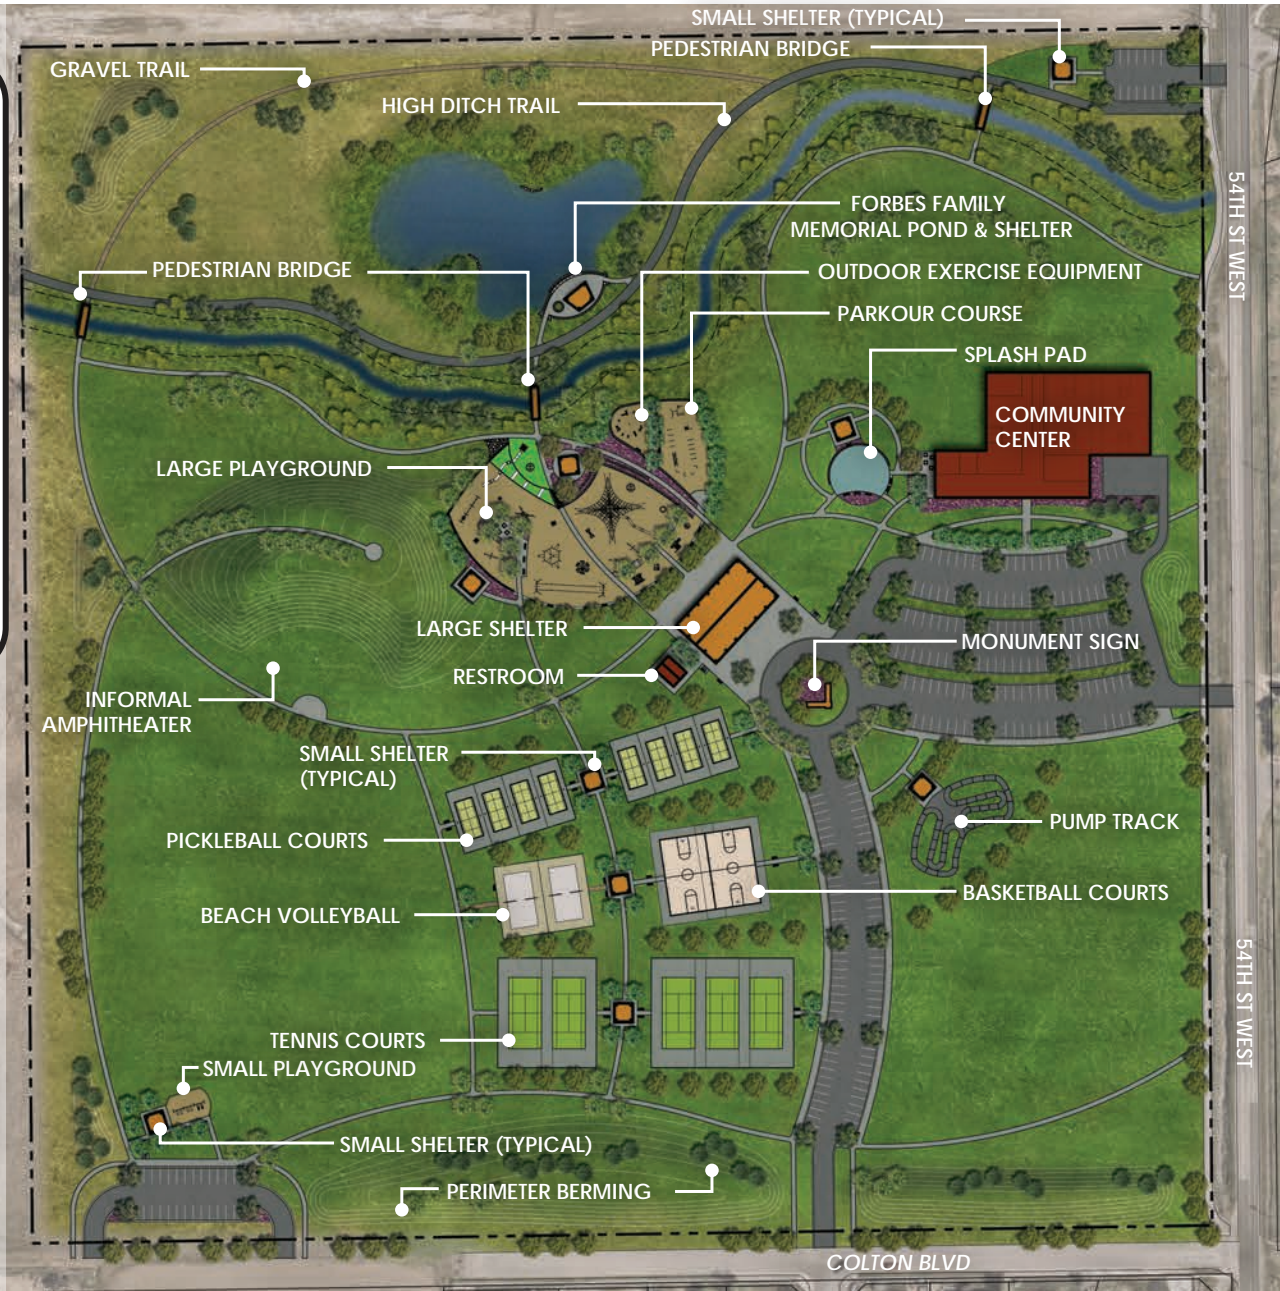 SMALL SHELTER (TYPICAL)
PEDESTRIAN BRIDGE
GRAVEL TRAIL
HIGH DITCH TRAIL
54TH ST WEST
FORBES FAMILY
MEMORIAL POND & SHELTER
PEDESTRIAN BRIDGE
OUTDOOR EXERCISE EQUIPMENT
PARKOUR COURSE
SPLASH PAD
COMMUNITY
CENTER
LARGE PLAYGROUND
LARGE SHELTER
MONUMENT SIGN
RESTROOM
INFORMAL
AMPHITHEATER
SMALL SHELTER
(TYPICAL)
PUMP TRACK
PICKLEBALL COURTS
BASKETBALL COURTS
BEACH VOLLEYBALL
54TH ST WEST
TENNIS COURTS
SMALL PLAYGROUND
SMALL SHELTER (TYPICAL)
PERIMETER BERMING
COLTON BLVD